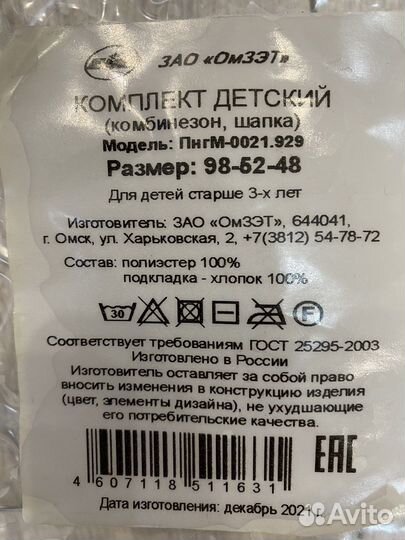 ЗАО «ОмЗЭТ»
КОМПЛЕКТ ДЕТСКИЙ
(комбинезон, шапка)
Модель: ПнгМ-0021.929
Размер: 98-52-48
Для детей старше 3-х лет
Изготовитель: ЗАО «ОмЗЭТ», 644041,
г. Омск, ул. Харьковская, 2, +7(3812) 54-78-72
Состав: полиэстер 100%
подкладка - хлопок 100%
30
F
Соответствует требованиям ГОСТ 25295-2003
Изготовлено в России
Изготовитель оставляет за собой право
вносить изменения в конструкцию изделия
(цвет, элементы дизайна), не ухудшающие
его потребительские качества.
EAC
4 607118 511631
Дата изготовления: декабрь 2021 г
Avito